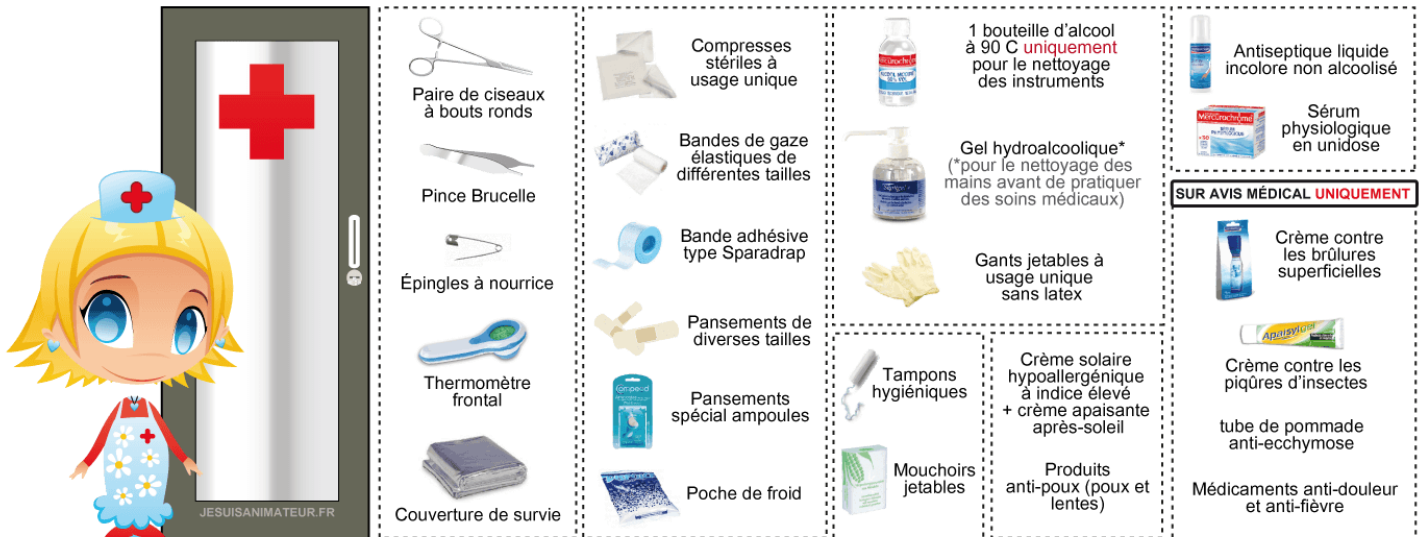 JESUISANIMATEUR.FR
Paire de ciseaux
à bouts ronds
Pince Brucelle
Épingles à nourrice
Thermomètre
frontal
Couverture de survie
Compresses
stériles à
usage unique
Bandes de gaze
élastiques de
différentes tailles
Bande adhésive
type Sparadrap
Pansements de
diverses tailles
Pansements
spécial ampoules
Poche de froid
1 bouteille d'alcool
à 90 C uniquement
pour le nettoyage
des instruments
Gel hydroalcoolique*
(*pour le nettoyage des
mains avant de pratiquer
des soins médicaux)
Gants jetables à
usage unique
sans latex
Tampons
hygiéniques
Mouchoirs
jetables
Crème solaire
hypoallergénique
à indice élevé
+ crème apaisante
après-soleil
Produits
anti-poux (poux et
lentes)
Antiseptique liquide
incolore non alcoolisé
Mercurochrome
Sérum
physiologique
en unidose
SUR AVIS MÉDICAL UNIQUEMENT
Crème contre
les brûlures
superficielles
Apaisylgel
Crème contre les
piqûres d'insectes
tube de pommade
anti-ecchymose
Médicaments anti-douleur
et anti-fièvre